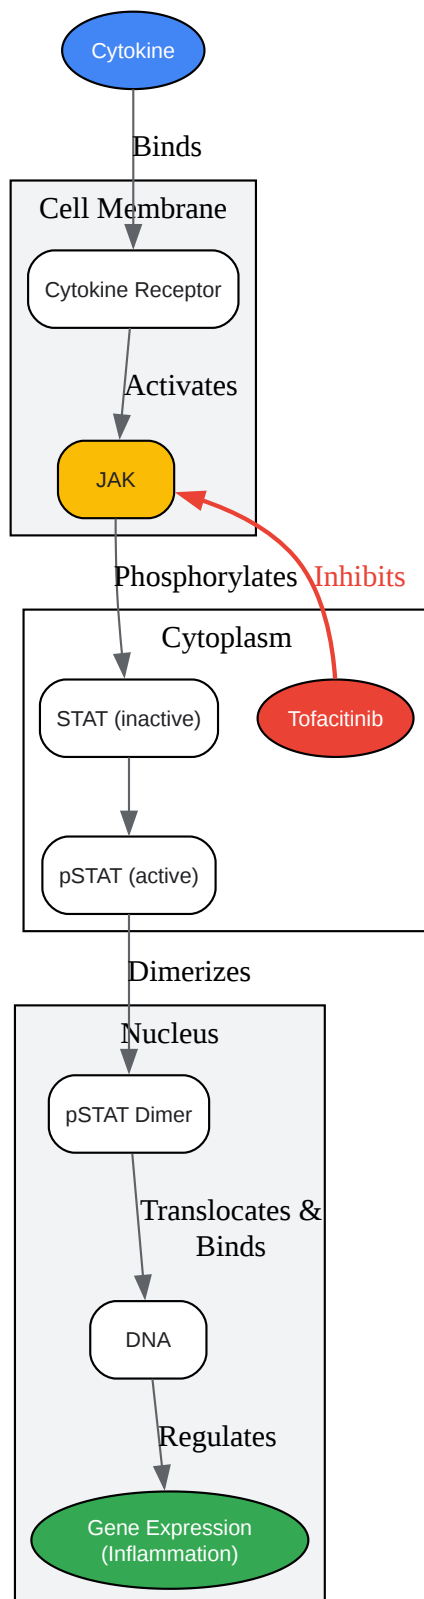 Cytokine
Binds
Cell Membrane
Cytokine Receptor
Activates
JAK
Phosphorylates
Inhibits
Cytoplasm
STAT (inactive)
Tofacitinib
pSTAT (active)
Dimerizes
Nucleus
pSTAT Dimer
Translocates &
Binds
DNA
Regulates
Gene Expression
(Inflammation)